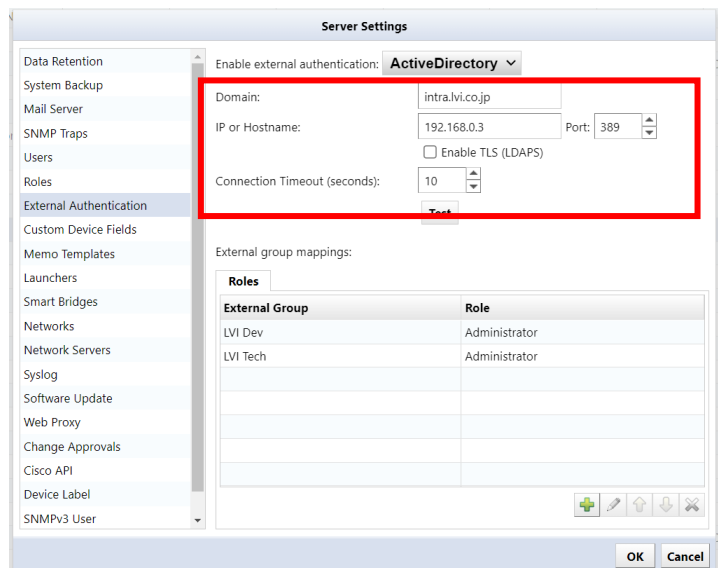 Server Settings
Data Retention
System Backup
Mail Server
SNMP Traps
Users
Roles
External Authentication
Custom Device Fields
Memo Templates
Launchers
Smart Bridges
Networks
Network Servers
Syslog
Software Update
Web Proxy
Change Approvals
Cisco API
Device Label
SNMPv3 User
Enable external authentication: ActiveDirectory
Domain: intra.lvi.co.jp
IP or Hostname: 192.168.0.3 Port: 389
Enable TLS (LDAPS)
Connection Timeout (seconds): 10
Test
External group mappings:
Roles
External Group Role
LVI Dev Administrator
LVI Tech Administrator
OK Cancel